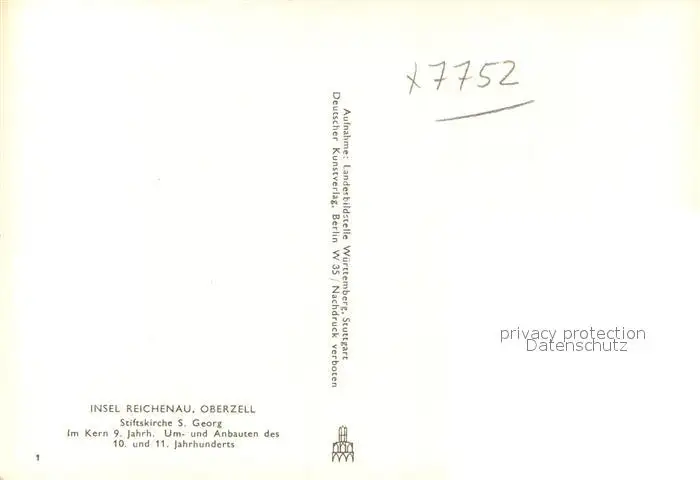 x7752
Aufnahme: Landesbildstelle Württemberg, Stuttgart
Deutscher Kunstverlag, Berlin W 35 / Nachdruck verboten
privacy protection
Datenschutz
INSEL REICHENAU, OBERZELL
Stiftskirche S. Georg
Im Kern 9. Jahrh. Um- und Anbauten des
10. und 11. Jahrhunderts
1